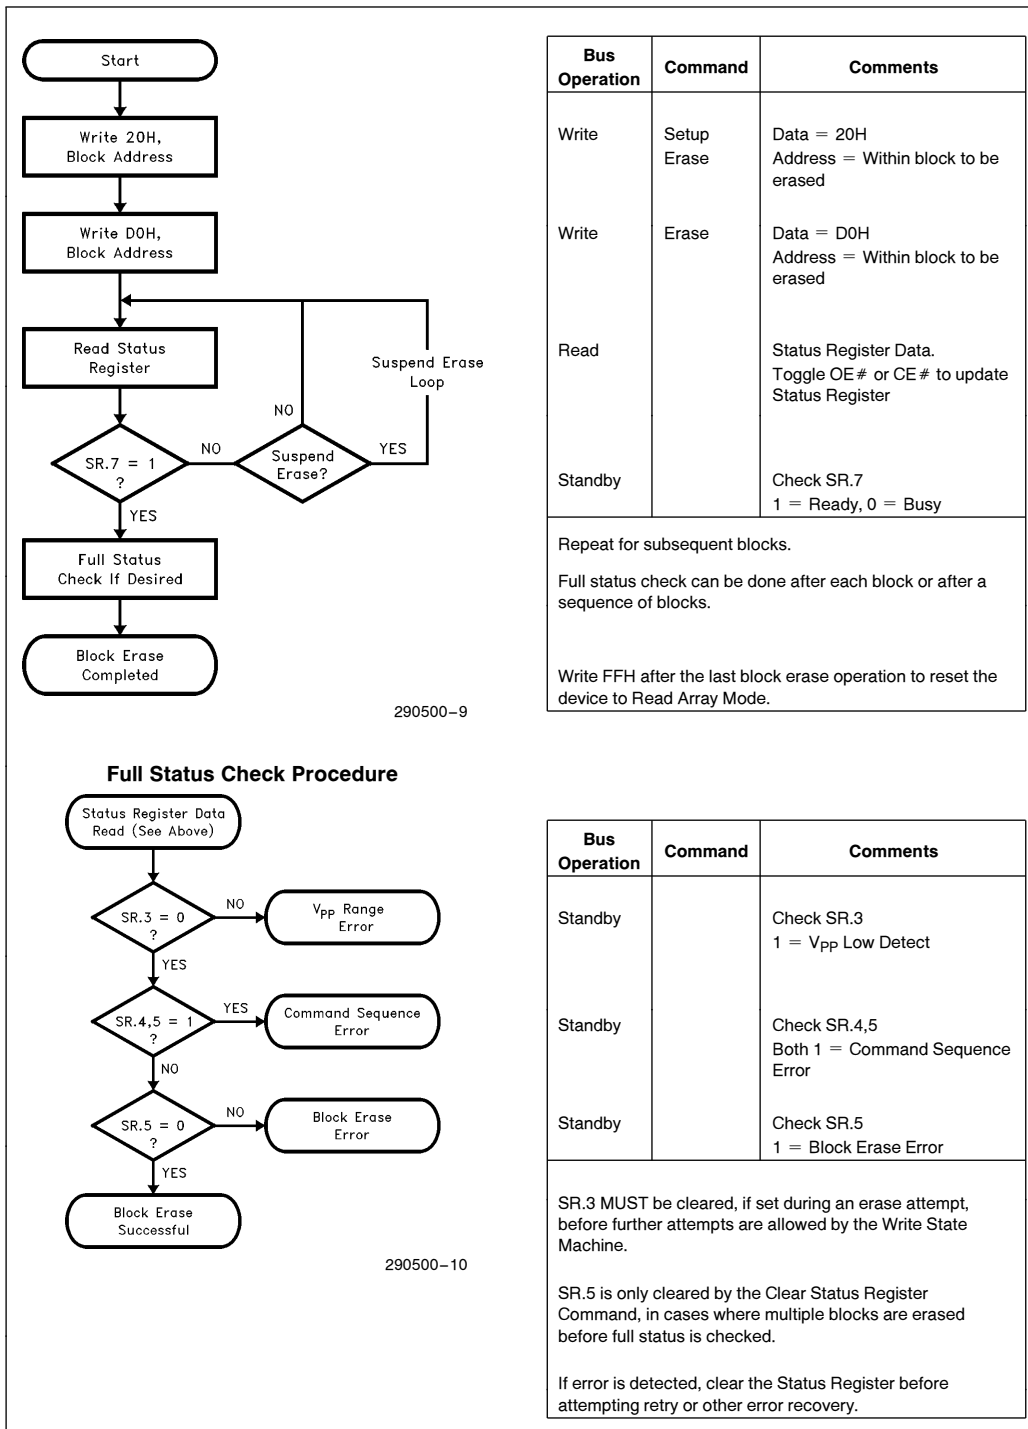 Start
Write 20H,
Block Address
Write D0H,
Block Address
Read Status
Register
Suspend Erase
Loop
NO
SR.7 = 1
?
NO
Suspend
Erase?
YES
YES
Full Status
Check If Desired
Block Erase
Completed
290500-9
Bus
Operation
Command
Comments
Write
Setup
Erase
Data = 20H
Address = Within block to be
erased
Write
Erase
Data = D0H
Address = Within block to be
erased
Read
Status Register Data.
Toggle OE# or CE# to update
Status Register
Standby
Check SR.7
1 = Ready, 0 = Busy
Repeat for subsequent blocks.
Full status check can be done after each block or after a
sequence of blocks.
Write FFH after the last block erase operation to reset the
device to Read Array Mode.
Full Status Check Procedure
Status Register Data
Read (See Above)
SR.3 = 0
?
NO
VPP Range
Error
YES
SR.4,5 = 1
?
YES
Command Sequence
Error
NO
SR.5 = 0
?
NO
Block Erase
Error
YES
Block Erase
Successful
290500-10
Bus
Operation
Command
Comments
Standby
Check SR.3
1 = VPP Low Detect
Standby
Check SR.4,5
Both 1 = Command Sequence
Error
Standby
Check SR.5
1 = Block Erase Error
SR.3 MUST be cleared, if set during an erase attempt,
before further attempts are allowed by the Write State
Machine.
SR.5 is only cleared by the Clear Status Register
Command, in cases where multiple blocks are erased
before full status is checked.
If error is detected, clear the Status Register before
attempting retry or other error recovery.